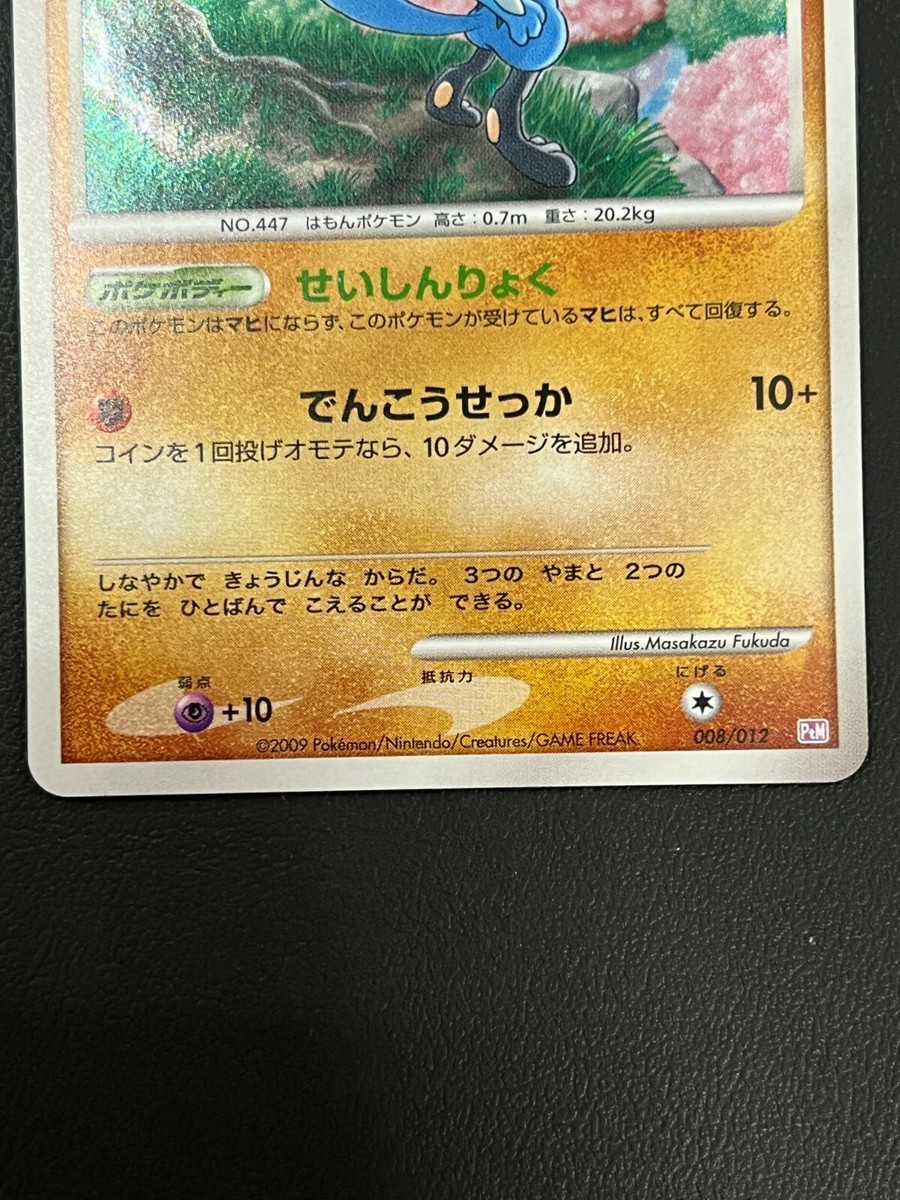 NO.447 はもんポケモン 高さ:0.7m 重さ:20.2kg
ポケボディー せいしんりょく
このポケモンはマヒにならず、このポケモンが受けているマヒは、すべて回復する。
でんこうせっか 10+
コインを1回投げオモテなら、10ダメージを追加。
しなやかで きょうじんな からだ。 3つの やまと 2つの
たにを ひとばんで こえることが できる。
Illus.Masakazu Fukuda
弱点 抵抗力 にげる
+10
©2009 Pokémon/Nintendo/Creatures/GAME FREAK. 008/012 PtM